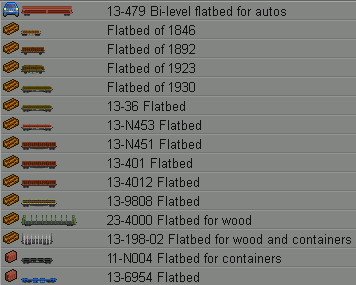 13-479 Bi-level flatbed for autos
Flatbed of 1846
Flatbed of 1892
Flatbed of 1923
Flatbed of 1930
13-36 Flatbed
13-N453 Flatbed
13-N451 Flatbed
13-401 Flatbed
13-4012 Flatbed
13-9808 Flatbed
23-4000 Flatbed for wood
13-198-02 Flatbed for wood and containers
11-N004 Flatbed for containers
13-6954 Flatbed